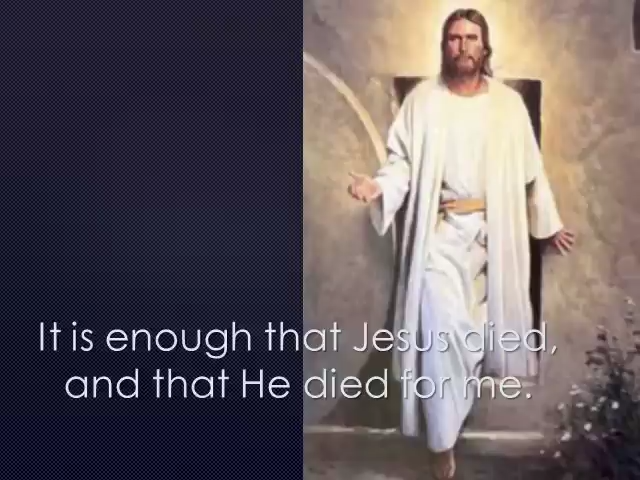 It is enough that Jesus died,
and that He died for me.